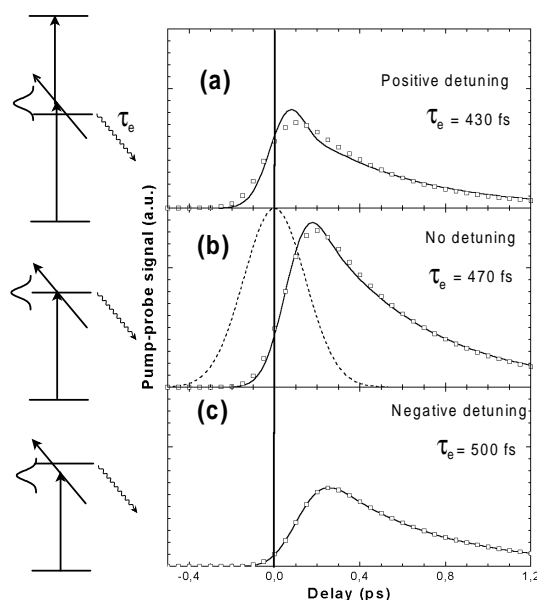 (a)
Positive detuning
τe = 430 fs
τe
(b)
No detuning
τe = 470 fs
(c)
Negative detuning
τe = 500 fs
Pump-probe signal (a.u.)
-0,4 0,0 0,4 0,8 1,2
Delay (ps)